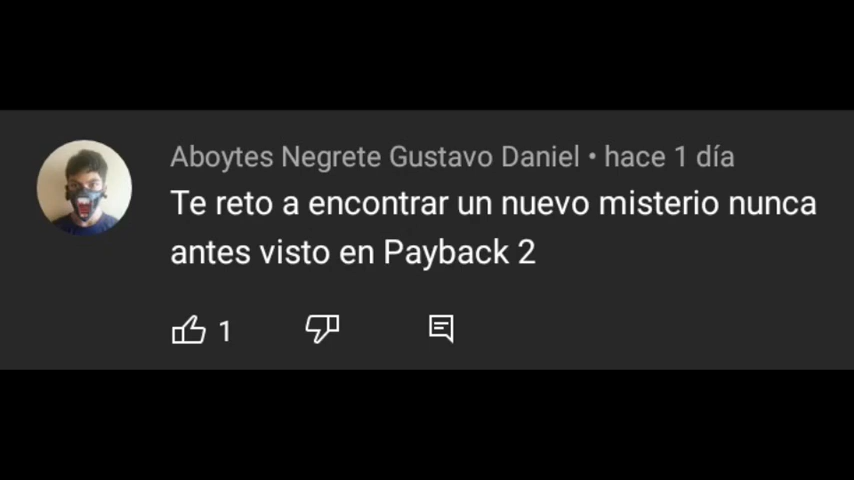 Aboytes Negrete Gustavo Daniel • hace 1 día
Te reto a encontrar un nuevo misterio nunca
antes visto en Payback 2
1